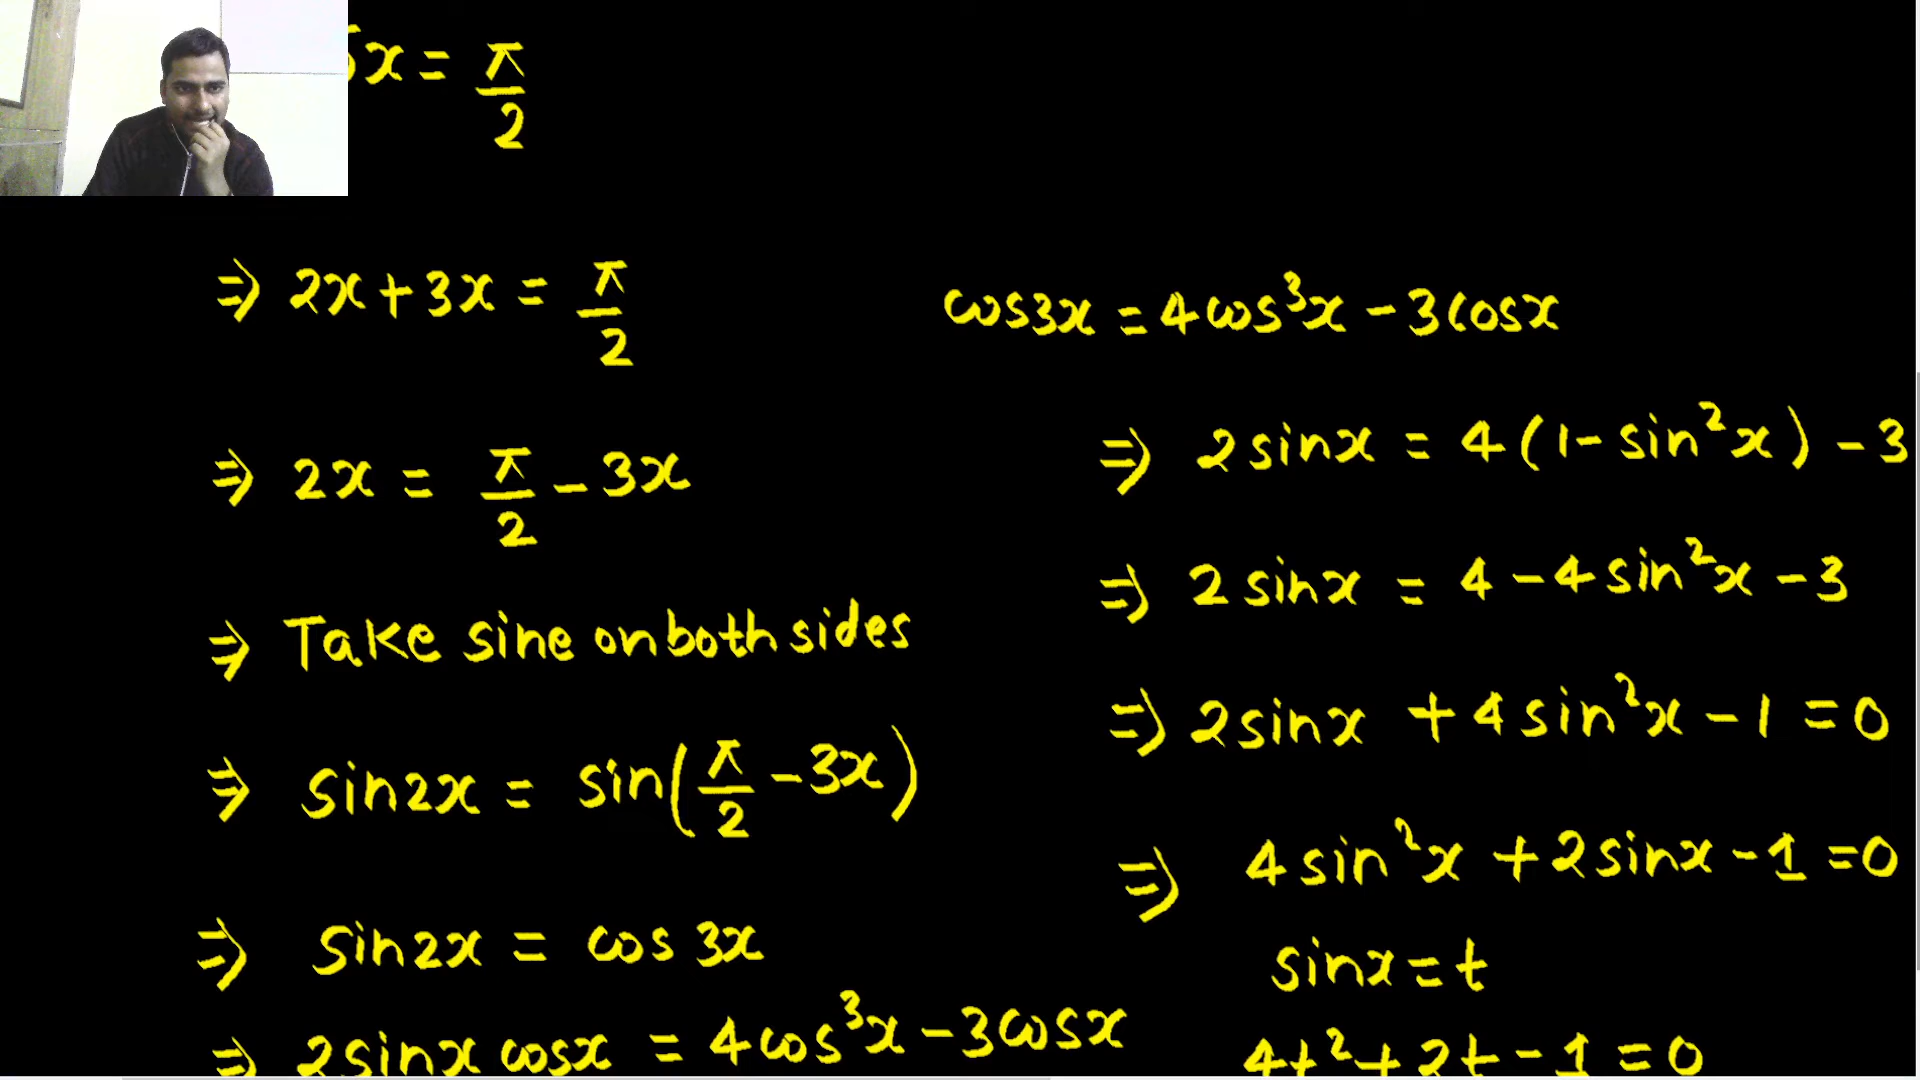 5x = π/2
⇒ 2x + 3x = π/2
⇒ 2x = π/2 - 3x
⇒ Take sine on both sides
⇒ sin2x = sin(π/2 - 3x)
⇒ sin2x = cos 3x
⇒ 2sinx cosx = 4cos³x - 3cosx
cos3x = 4cos³x - 3cosx
⇒ 2sinx = 4(1 - sin²x) - 3
⇒ 2sinx = 4 - 4sin²x - 3
⇒ 2sinx + 4sin²x - 1 = 0
⇒ 4sin²x + 2sinx - 1 = 0
sinx = t
4t² + 2t - 1 = 0